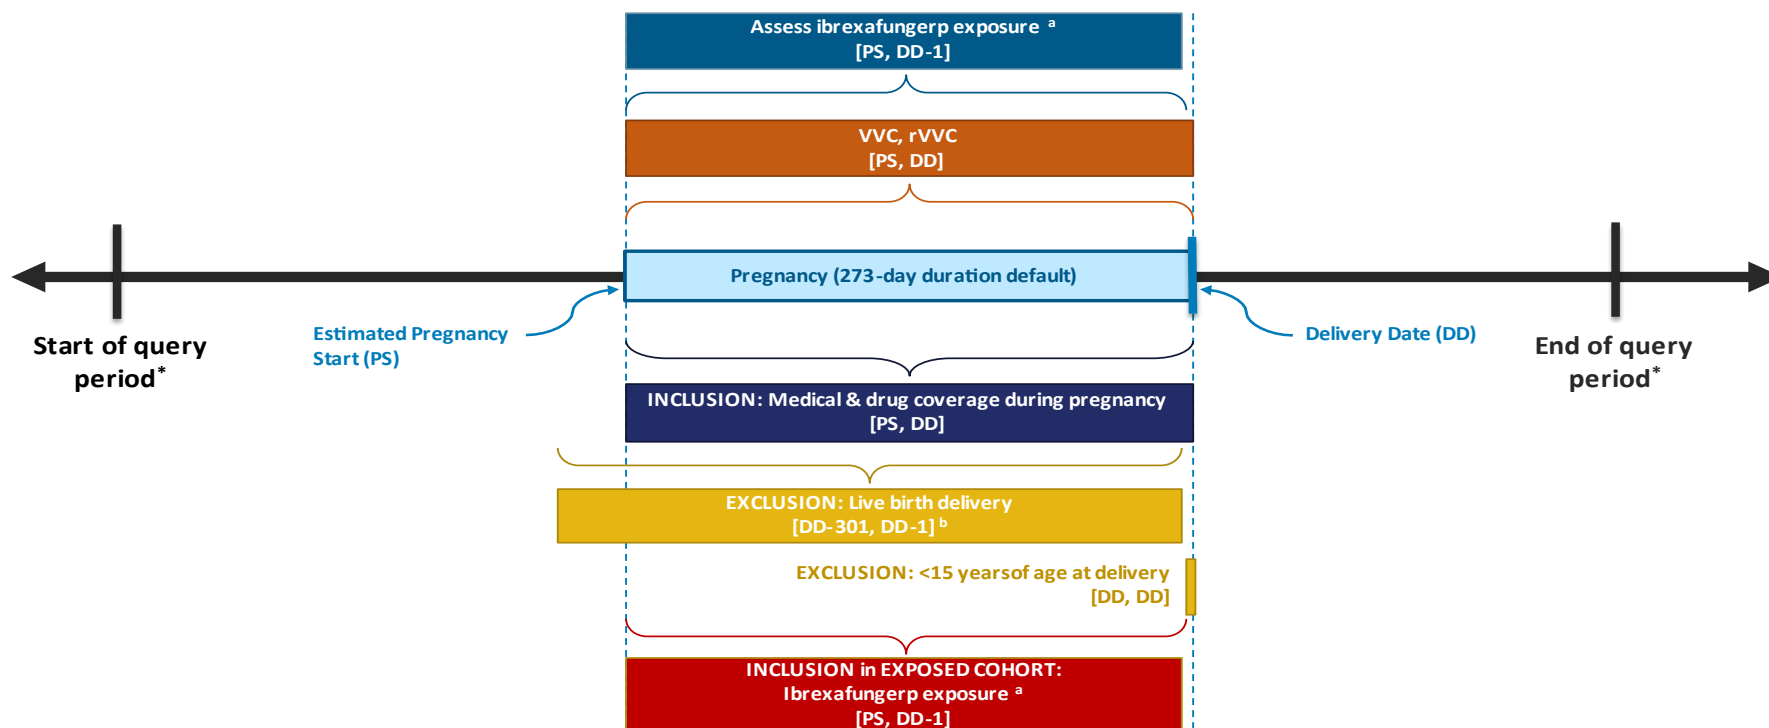 Assess ibrexafungerp exposure a
[PS, DD-1]
VVC, rVVC
[PS, DD]
Pregnancy (273-day duration default)
Start of query
period*
Estimated Pregnancy
Start (PS)
Delivery Date (DD)
End of query
period*
INCLUSION: Medical & drug coverage during pregnancy
[PS, DD]
EXCLUSION: Live birth delivery
[DD-301, DD-1] b
EXCLUSION: <15 yearsof age at delivery
[DD, DD]
INCLUSION in EXPOSED COHORT:
Ibrexafungerp exposure a
[PS, DD-1]